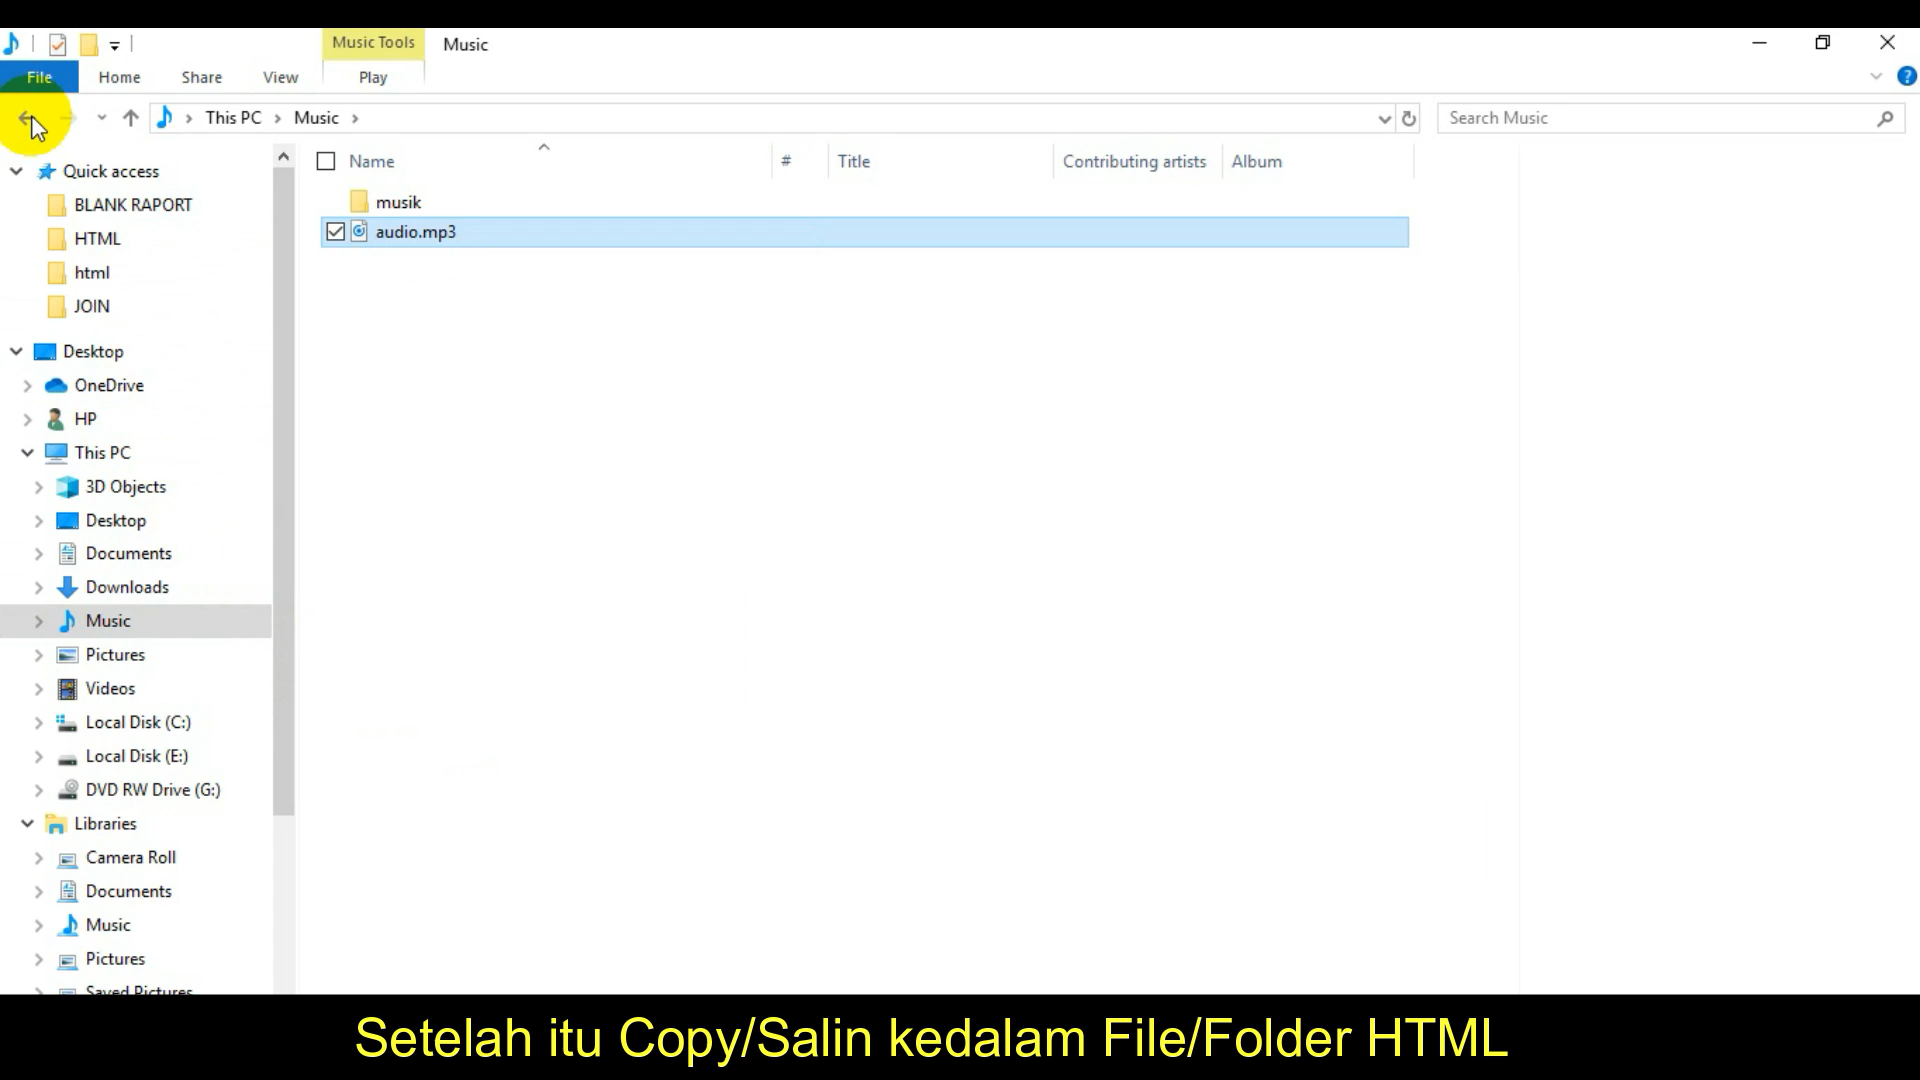 Music Tools Music
File Home Share View Play
This PC Music Search Music
Name # Title Contributing artists Album
musik
audio.mp3
Quick access
BLANK RAPORT
HTML
html
JOIN
Desktop
OneDrive
HP
This PC
3D Objects
Desktop
Documents
Downloads
Music
Pictures
Videos
Local Disk (C:)
Local Disk (E:)
DVD RW Drive (G:)
Libraries
Camera Roll
Documents
Music
Pictures
Saved Pictures
Setelah itu Copy/Salin kedalam File/Folder HTML